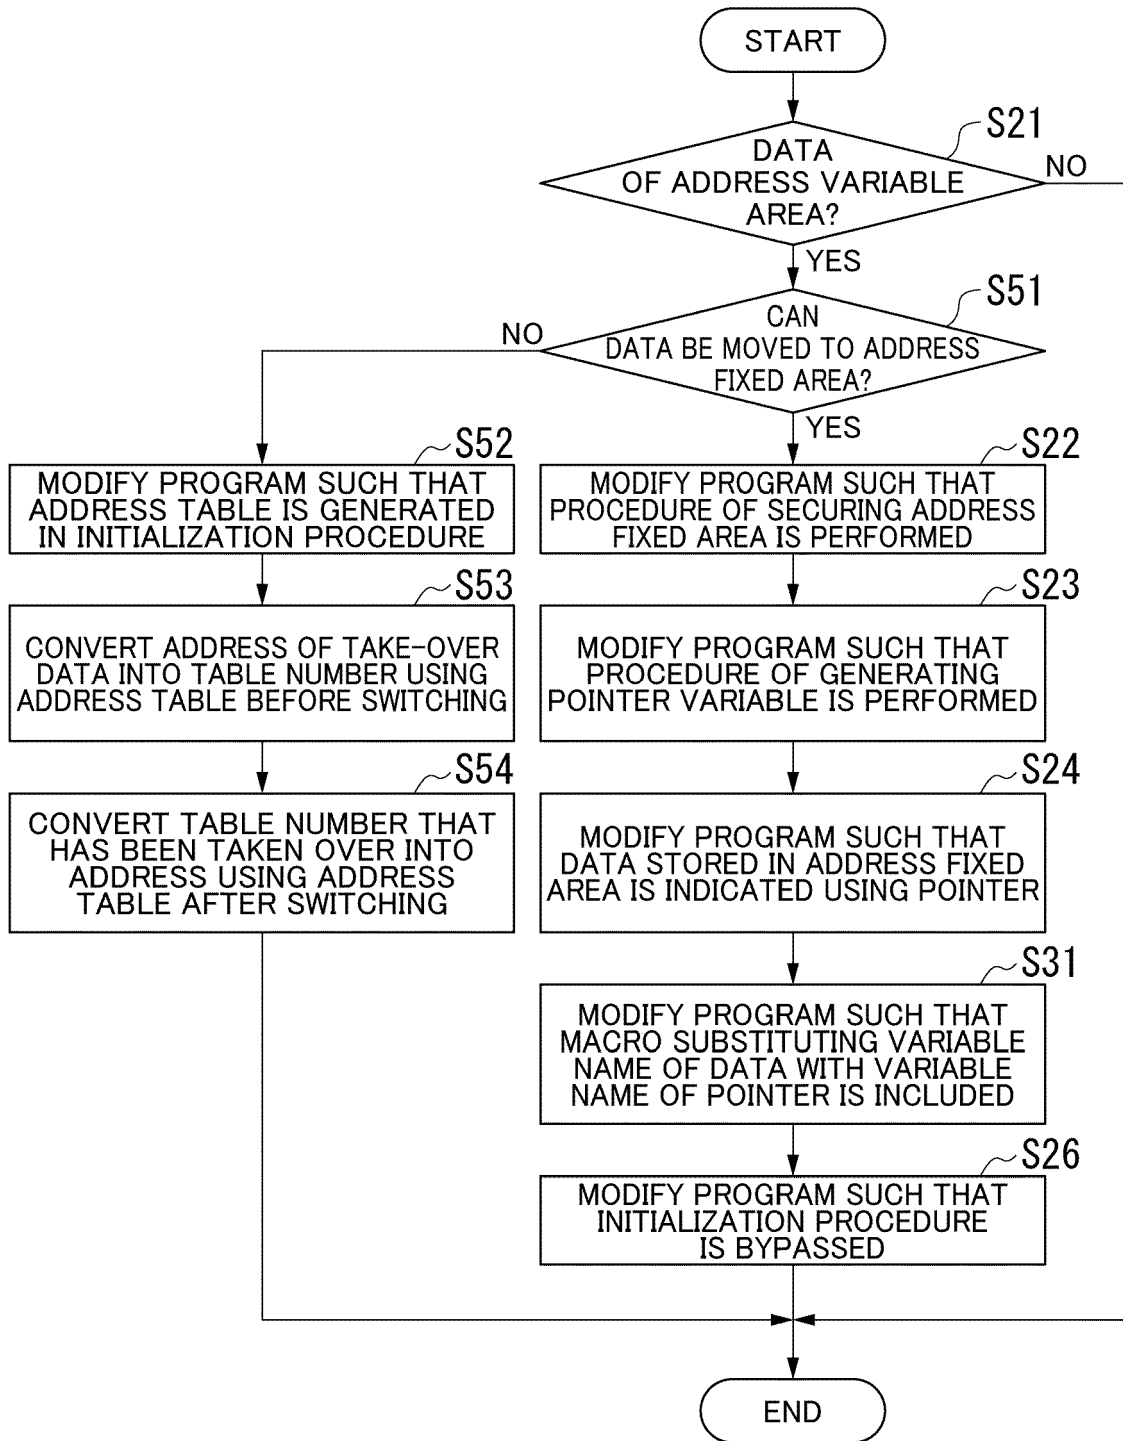 START
S21
DATA
OF ADDRESS VARIABLE
AREA?
NO
YES
S51
CAN
DATA BE MOVED TO ADDRESS
FIXED AREA?
NO
YES
S52
MODIFY PROGRAM SUCH THAT
ADDRESS TABLE IS GENERATED
IN INITIALIZATION PROCEDURE
S53
CONVERT ADDRESS OF TAKE-OVER
DATA INTO TABLE NUMBER USING
ADDRESS TABLE BEFORE SWITCHING
S54
CONVERT TABLE NUMBER THAT
HAS BEEN TAKEN OVER INTO
ADDRESS USING ADDRESS
TABLE AFTER SWITCHING
S22
MODIFY PROGRAM SUCH THAT
PROCEDURE OF SECURING ADDRESS
FIXED AREA IS PERFORMED
S23
MODIFY PROGRAM SUCH THAT
PROCEDURE OF GENERATING
POINTER VARIABLE IS PERFORMED
S24
MODIFY PROGRAM SUCH THAT
DATA STORED IN ADDRESS FIXED
AREA IS INDICATED USING POINTER
S31
MODIFY PROGRAM SUCH THAT
MACRO SUBSTITUTING VARIABLE
NAME OF DATA WITH VARIABLE
NAME OF POINTER IS INCLUDED
S26
MODIFY PROGRAM SUCH THAT
INITIALIZATION PROCEDURE
IS BYPASSED
END